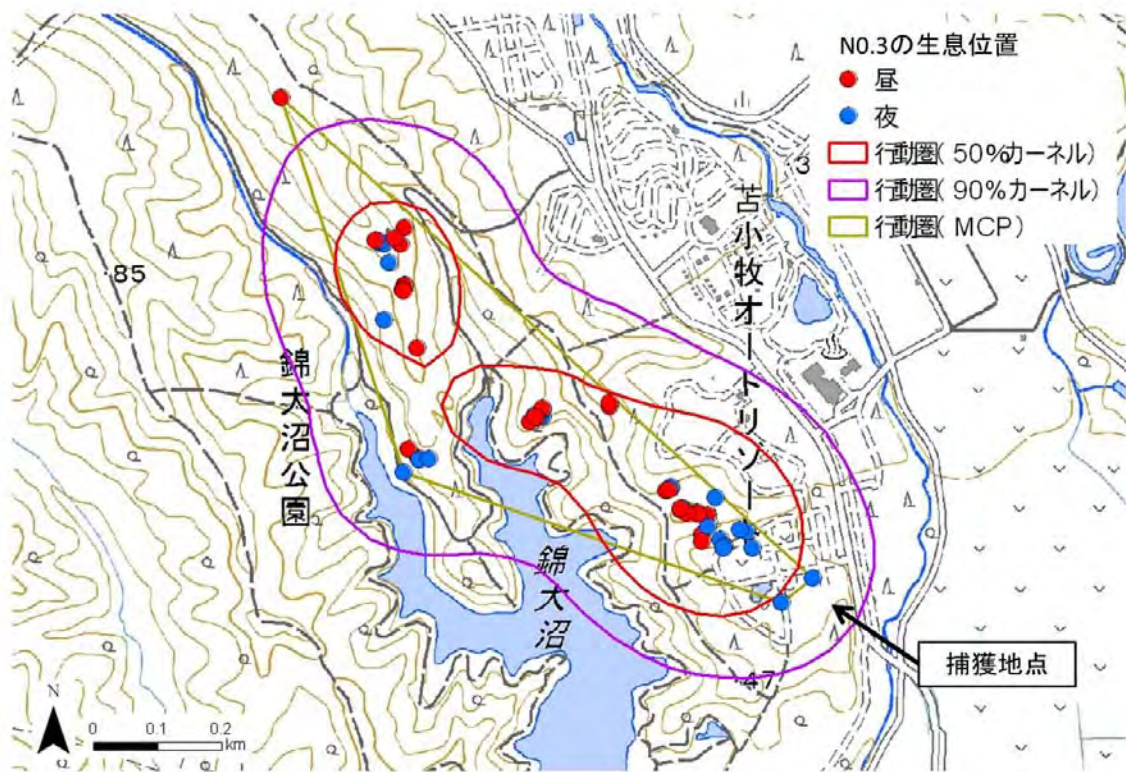 N0.3の生息位置
昼
夜
行動圏( 50%カーネル)
行動圏( 90%カーネル)
行動圏( MCP)
3
苫小牧オートリゾート
·85
錦大沼公園
錦大沼
捕獲地点
·47
N
0 0.1 0.2
km